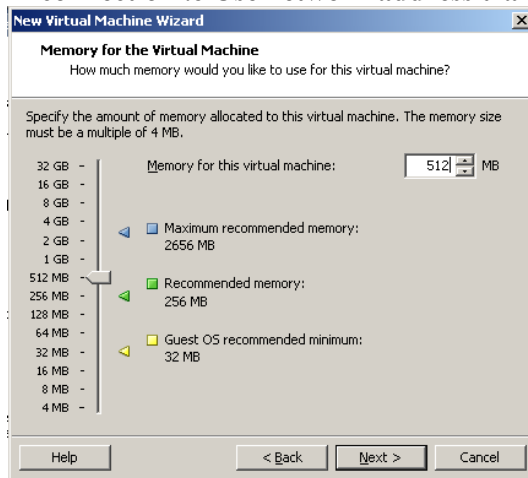 New Virtual Machine Wizard
Memory for the Virtual Machine
How much memory would you like to use for this virtual machine?
Specify the amount of memory allocated to this virtual machine. The memory size
must be a multiple of 4 MB.
Memory for this virtual machine: 512 MB
32 GB
16 GB
8 GB
4 GB
2 GB
1 GB
512 MB
256 MB
128 MB
64 MB
32 MB
16 MB
8 MB
4 MB
Maximum recommended memory:
2656 MB
Recommended memory:
256 MB
Guest OS recommended minimum:
32 MB
Help
< Back
Next >
Cancel